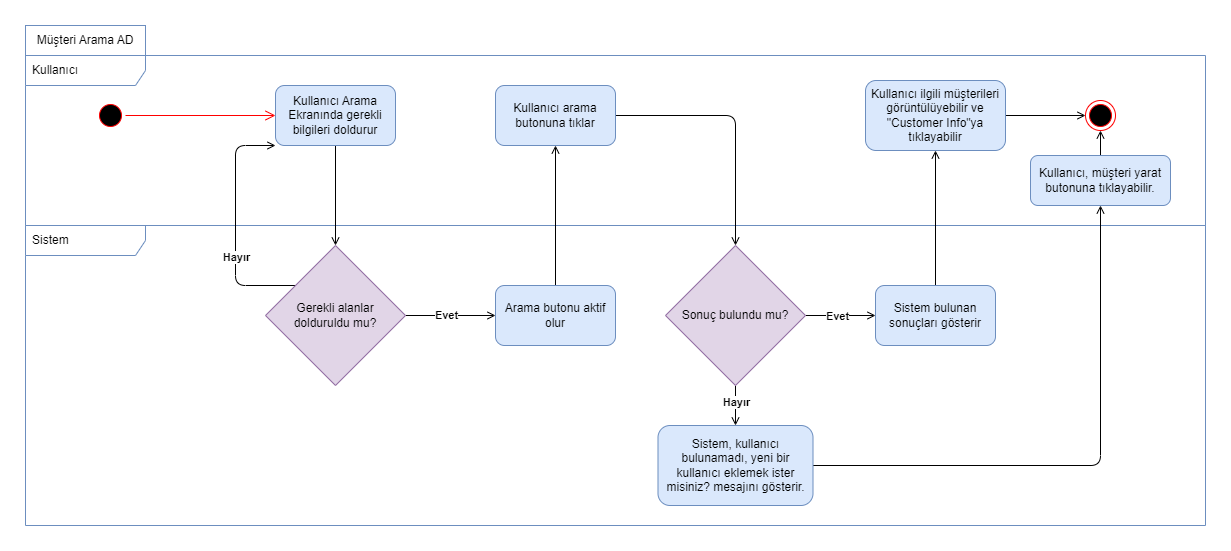 Müşteri Arama AD
Kullanıcı
Kullanıcı Arama
Ekranında gerekli
bilgileri doldurur
Kullanıcı arama
butonuna tıklar
Kullanıcı ilgili müşterileri
görüntülüyebilir ve
"Customer Info"ya
tıklayabilir
Kullanıcı, müşteri yarat
butonuna tıklayabilir.
Sistem
Hayır
Gerekli alanlar
dolduruldu mu?
Evet
Arama butonu aktif
olur
Sonuç bulundu mu?
Evet
Sistem bulunan
sonuçları gösterir
Hayır
Sistem, kullanıcı
bulunamadı, yeni bir
kullanıcı eklemek ister
misiniz? mesajını gösterir.